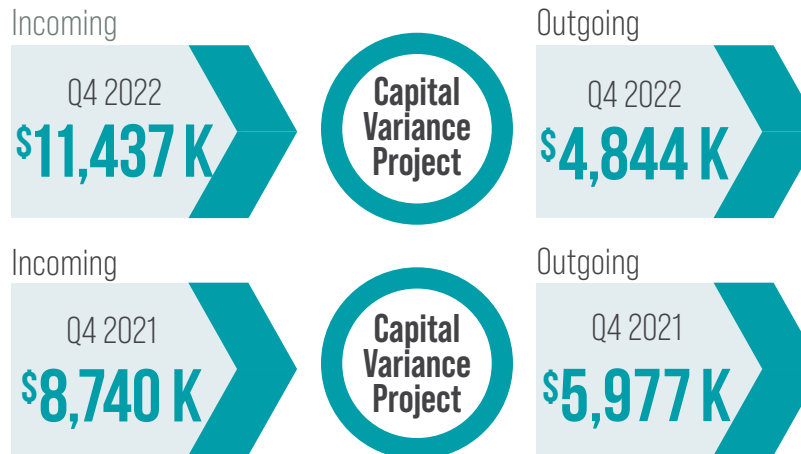 Incoming
Q4 2022
$11,437 K
Capital
Variance
Project
Outgoing
Q4 2022
$4,844 K
Incoming
Q4 2021
$8,740 K
Capital
Variance
Project
Outgoing
Q4 2021
$5,977 K